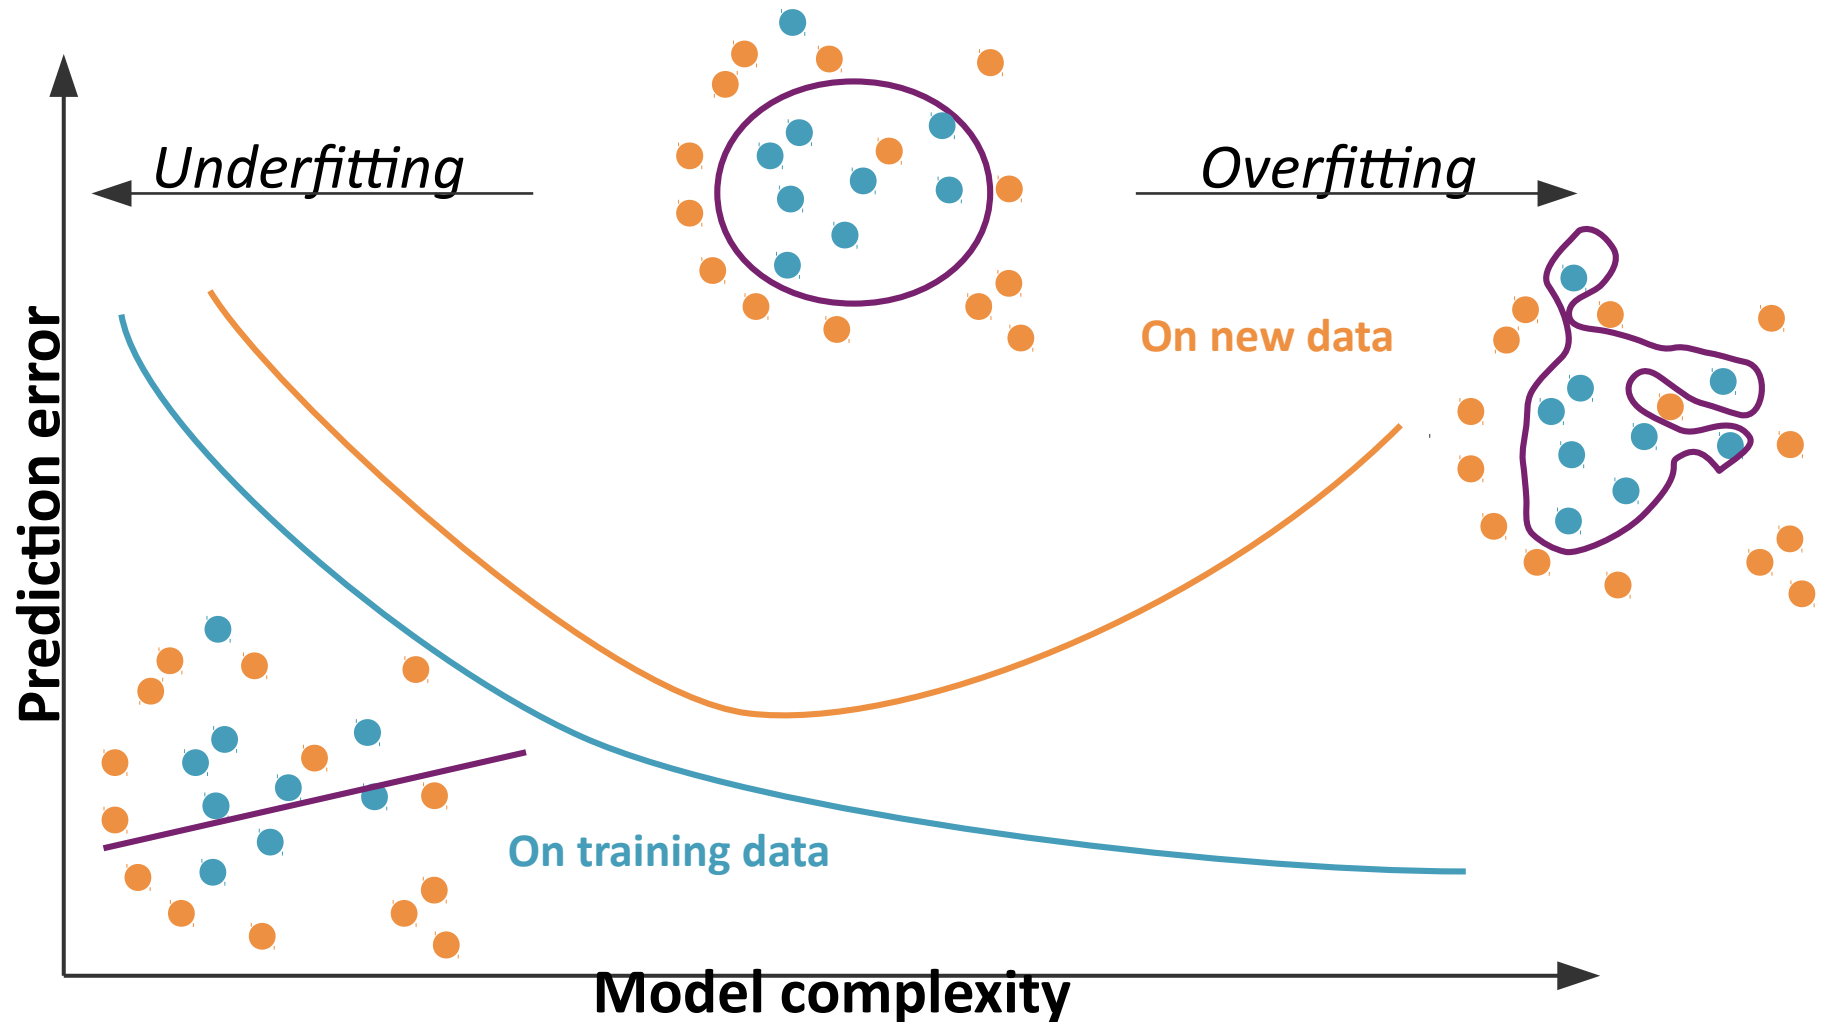 Underfitting
Overfitting
On new data
Prediction error
On training data
Model complexity